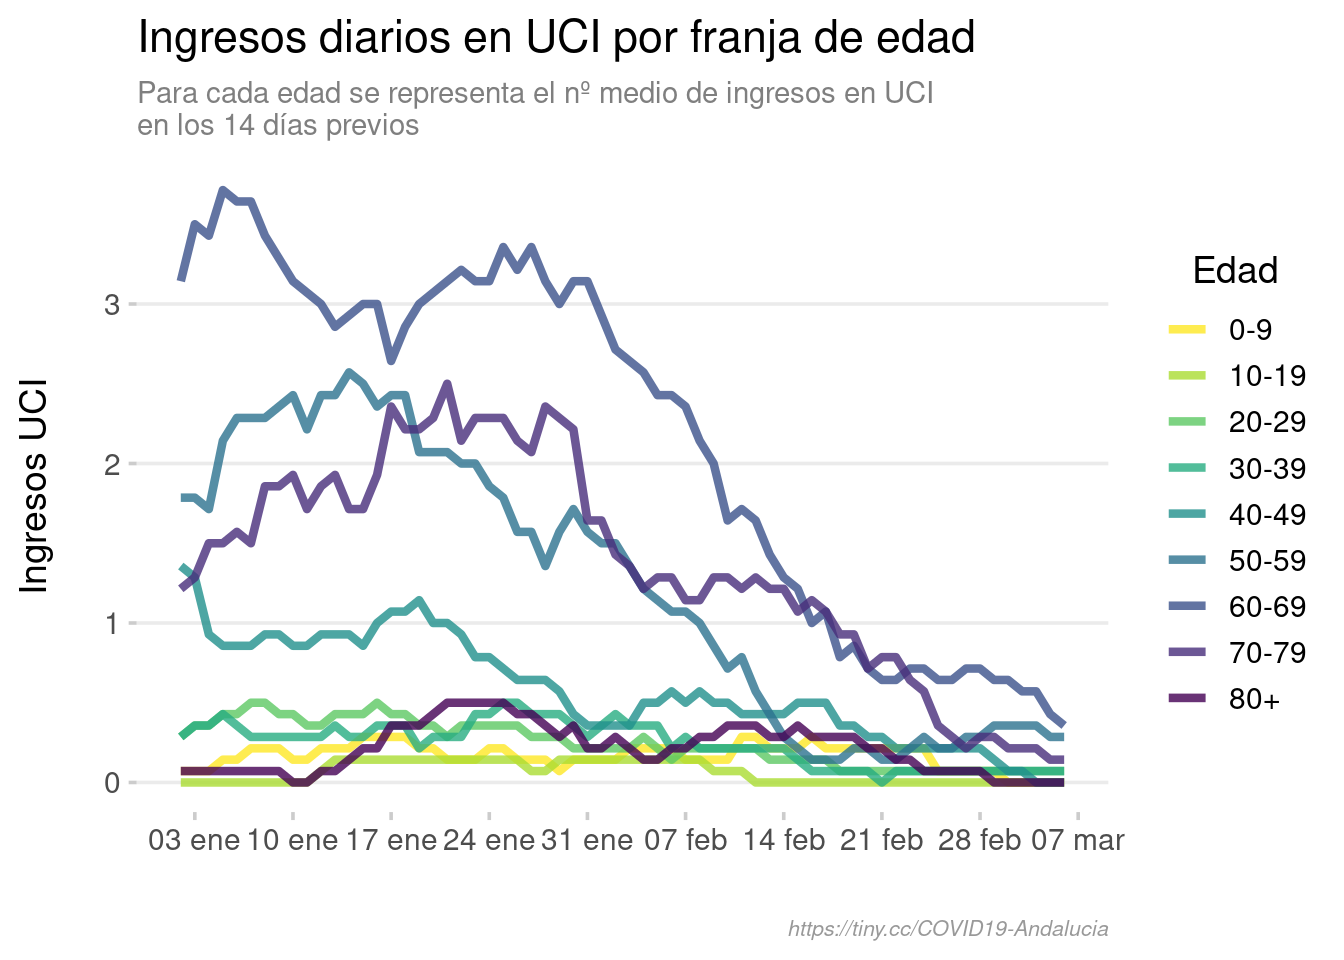 Ingresos diarios en UCI por franja de edad
Para cada edad se representa el nº medio de ingresos en UCI
en los 14 días previos
Ingresos UCI
3
2
1
0
03 ene 10 ene 17 ene 24 ene 31 ene 07 feb 14 feb 21 feb 28 feb 07 mar
Edad
0-9
10-19
20-29
30-39
40-49
50-59
60-69
70-79
80+
https://tiny.cc/COVID19-Andalucia